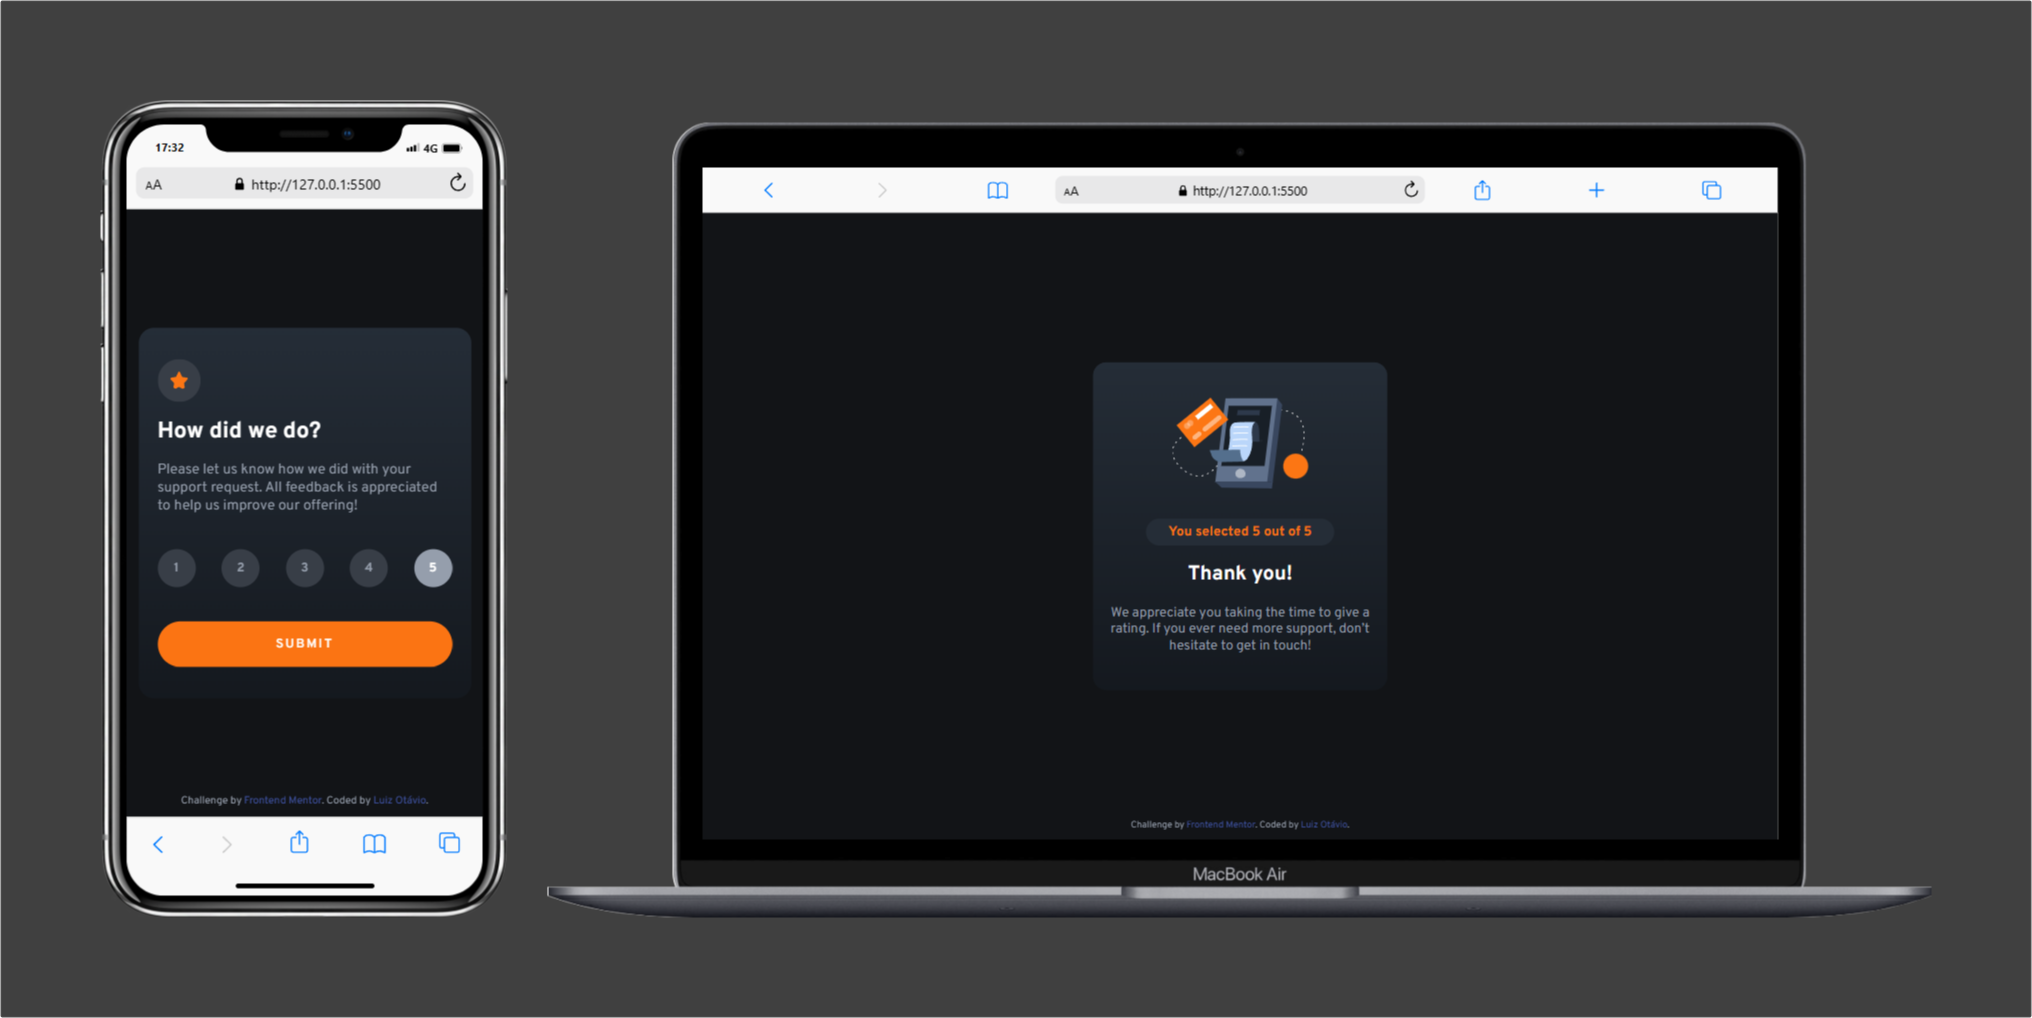 17:32
4G
AA
http://127.0.0.1:5500
How did we do?
Please let us know how we did with your
support request. All feedback is appreciated
to help us improve our offering!
1 2 3 4 5
SUBMIT
Challenge by Frontend Mentor. Coded by Luiz Otávio.
AA
http://127.0.0.1:5500
You selected 5 out of 5
Thank you!
We appreciate you taking the time to give a
rating. If you ever need more support, don't
hesitate to get in touch!
Challenge by Frontend Mentor. Coded by Luiz Otávio.
MacBook Air